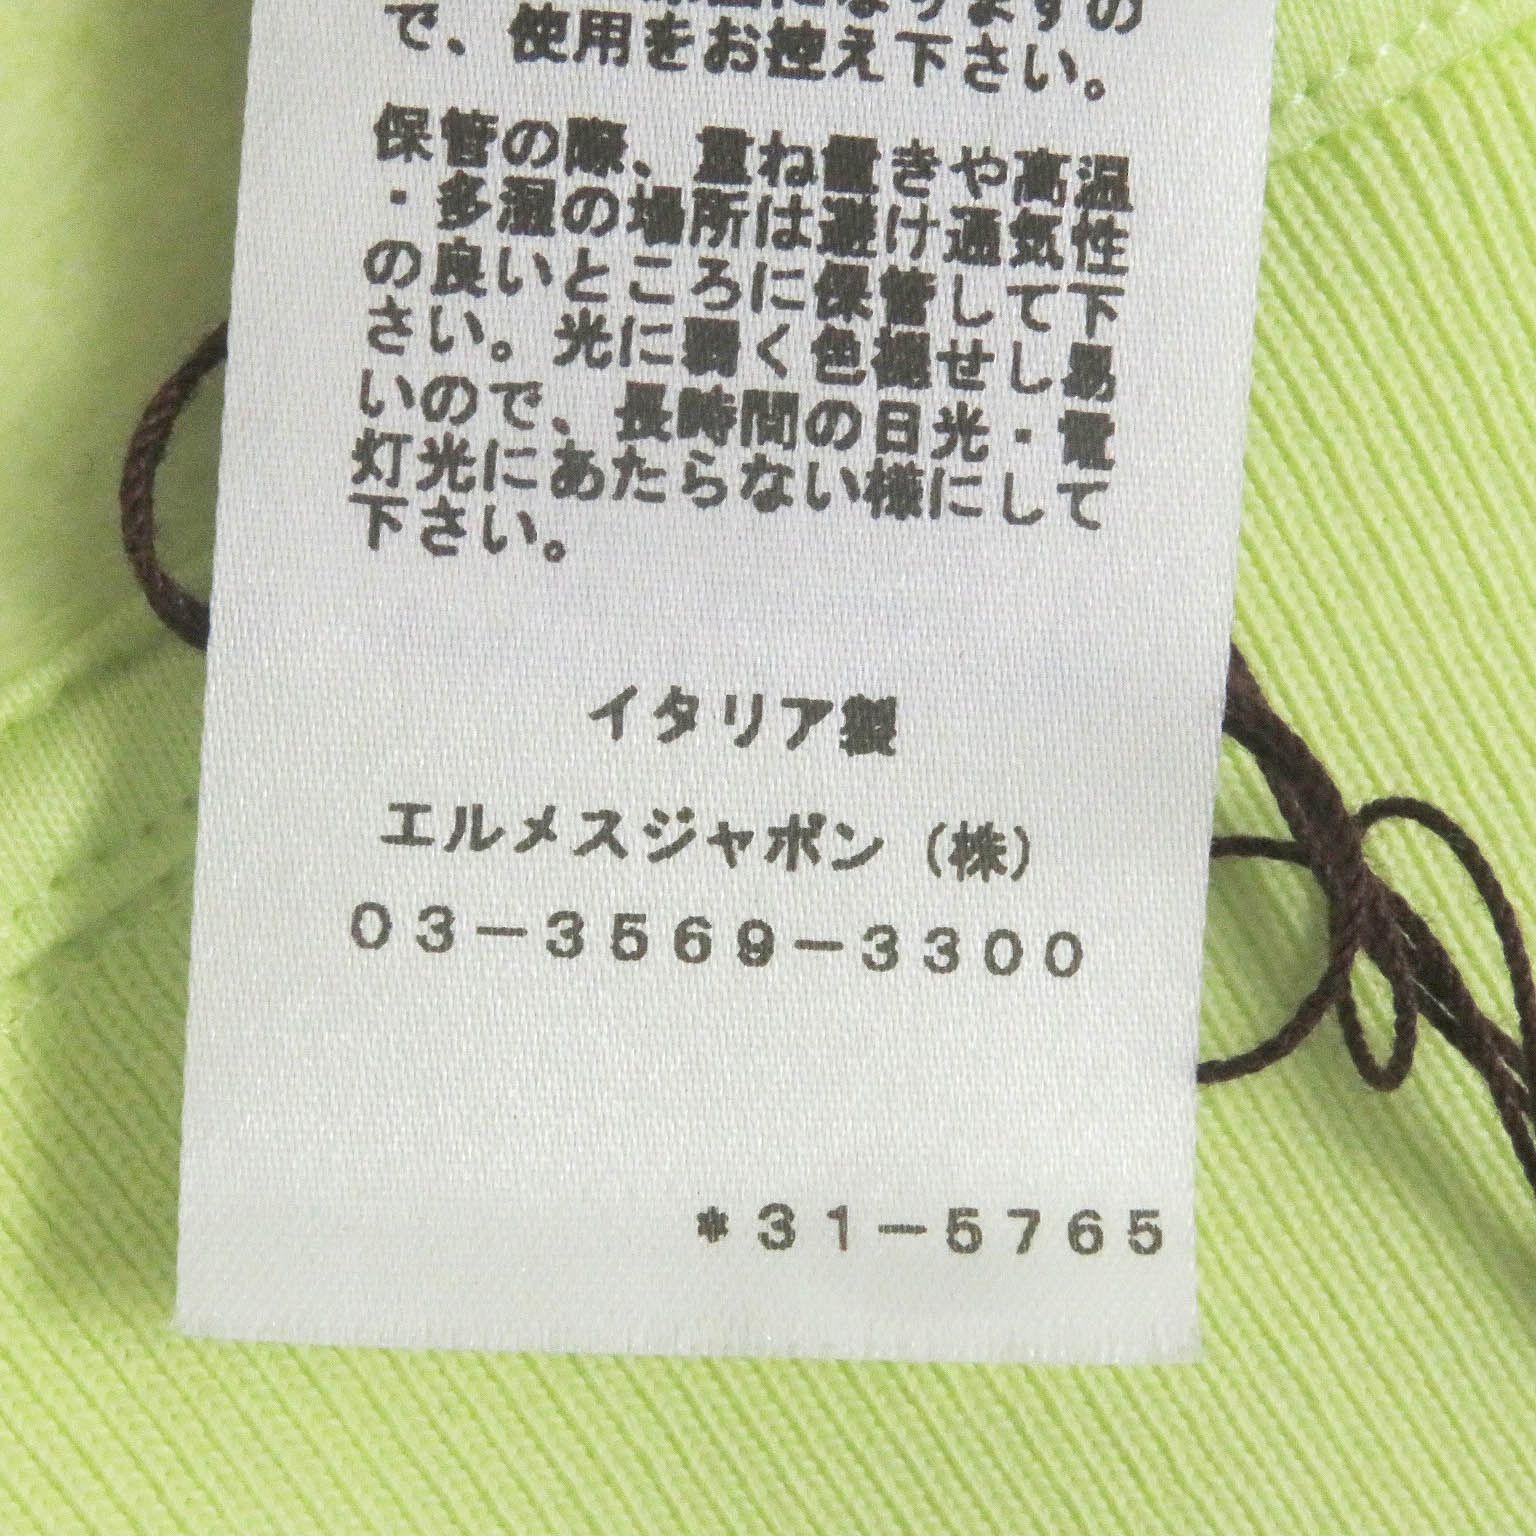 なりますの
で、使用をお控え下さい。
保管の際、重ね置きや高温
・多湿の場所は避け通気性
の良いところに保管して下
さい。光に弱く色褪せし易
いので、長時間の日光・電
灯光にあたらない様にして
下さい。
イタリア製
エルメスジャポン（株）
０３－３５６９－３３００
＊３１－５７６５